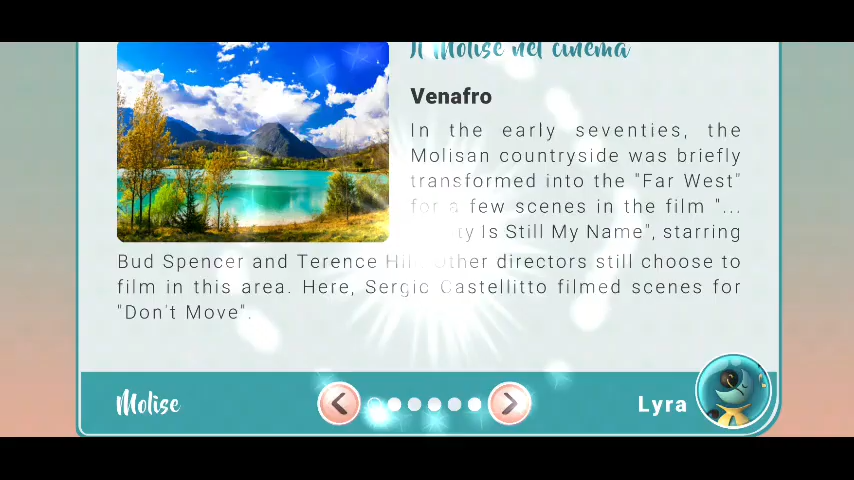 Il Molise nel cinema
Venafro
In the early seventies, the
Molisan countryside was briefly
transformed into the "Far West"
for a few scenes in the film "...
Is Still My Name", starring
Bud Spencer and Terence Hill. Other directors still choose to
film in this area. Here, Sergio Castellitto filmed scenes for
"Don't Move".
Molise
Lyra